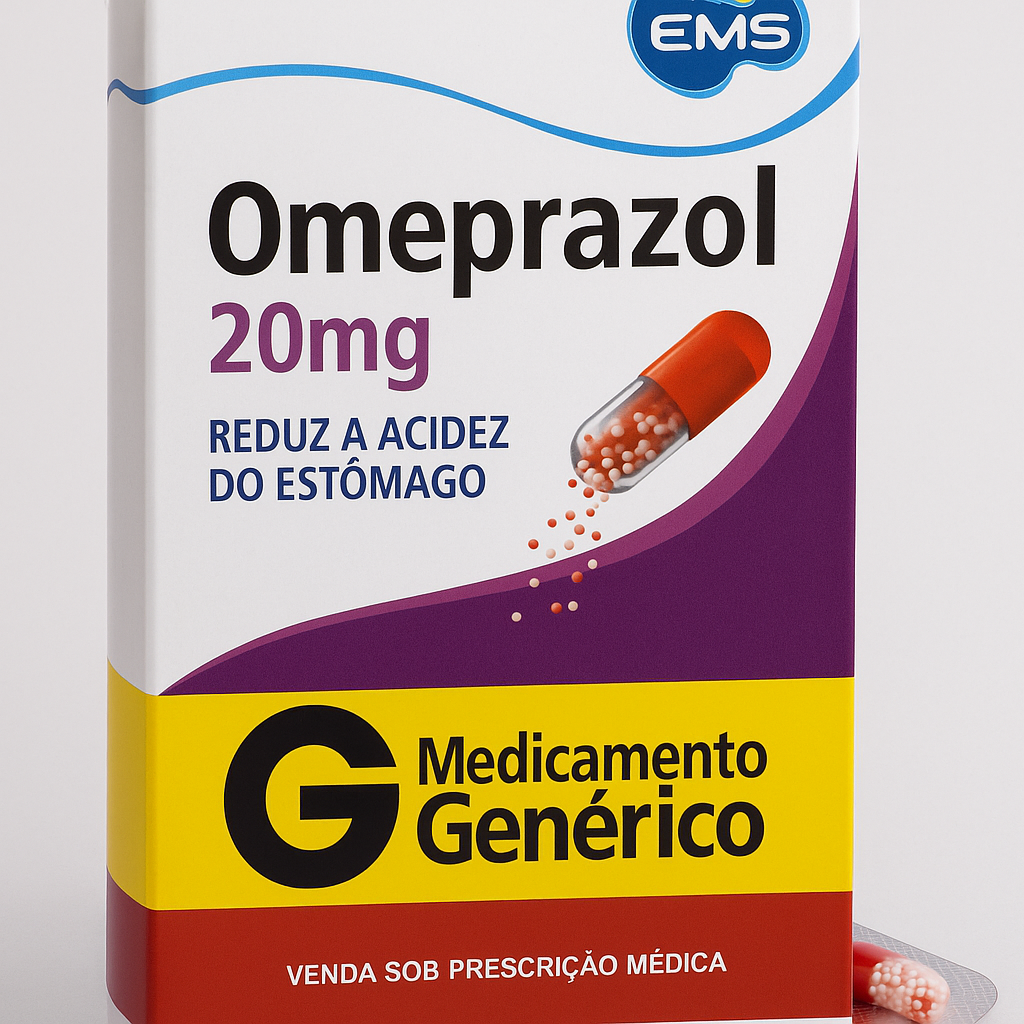 EMS
Omeprazol
20mg
REDUZ A ACIDEZ
DO ESTÔMAGO
G
Medicamento
Genérico
VENDA SOB PRESCRIÇÃO MÉDICA